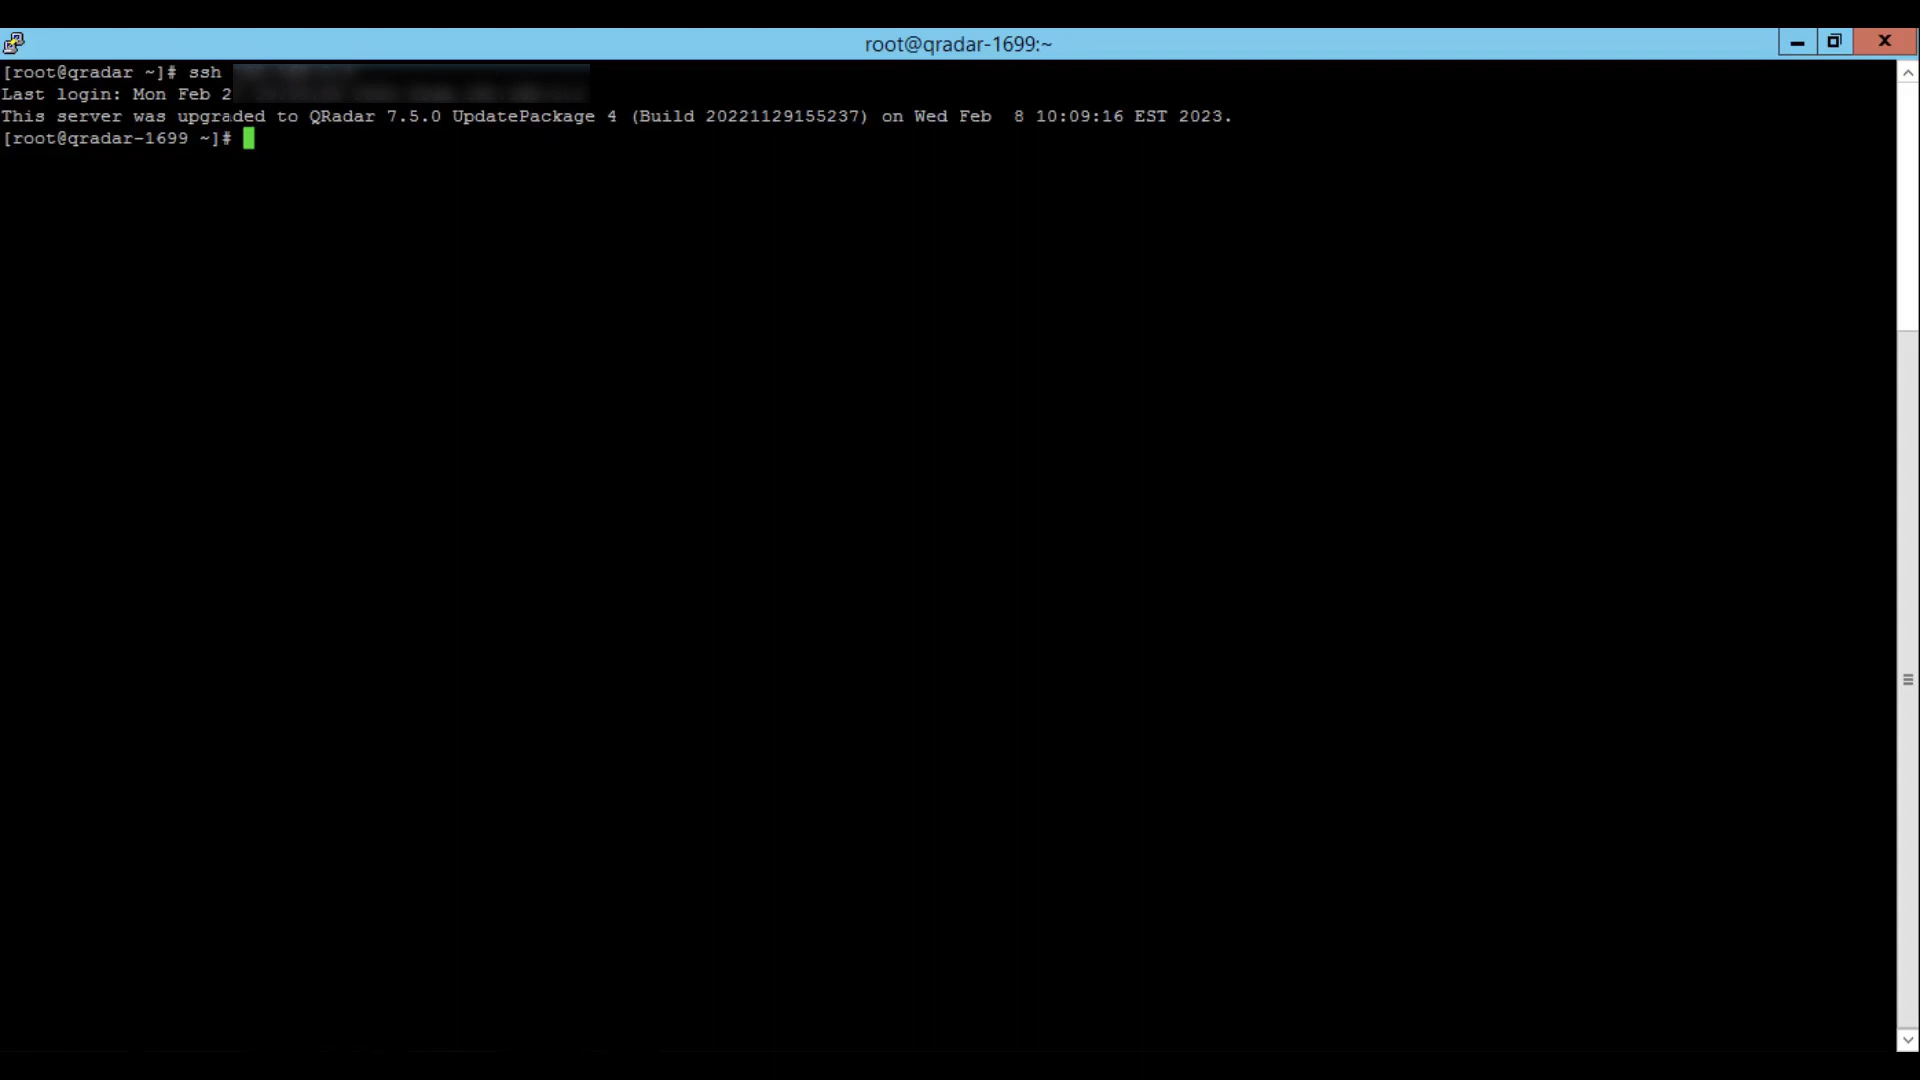 root@qradar-1699:~
[root@qradar ~]# ssh
Last login: Mon Feb 2
This server was upgraded to QRadar 7.5.0 UpdatePackage 4 (Build 20221129155237) on Wed Feb  8 10:09:16 EST 2023.
[root@qradar-1699 ~]#